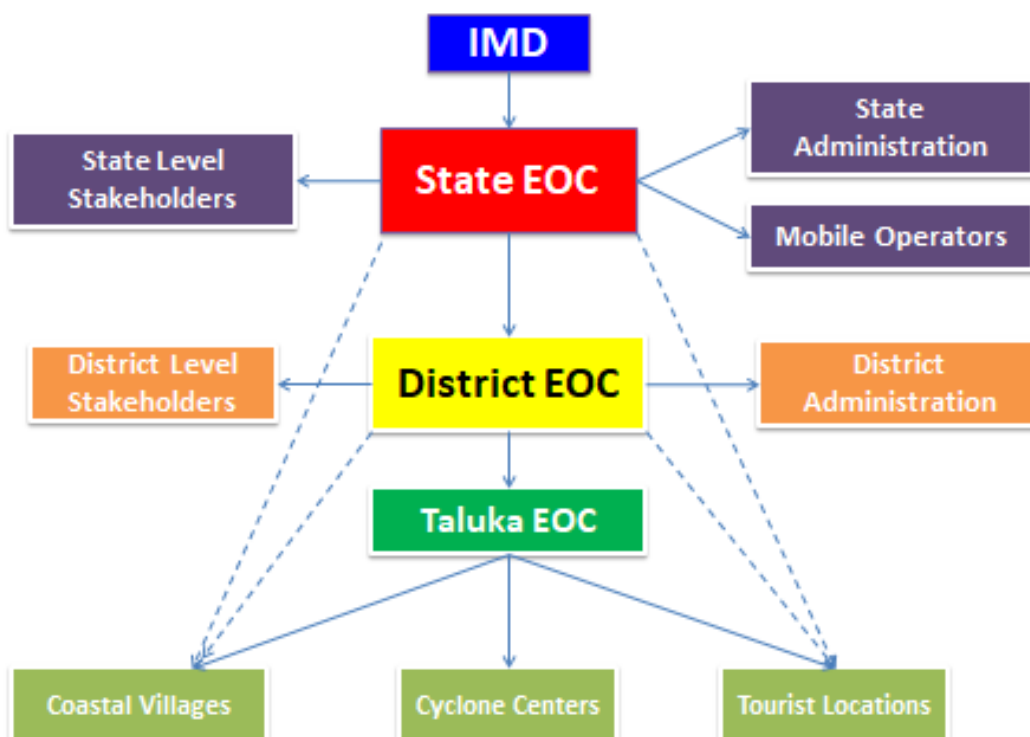 IMD
State
Administration
State Level
Stakeholders
State EOC
Mobile Operators
District Level
Stakeholders
District EOC
District
Administration
Taluka EOC
Coastal Villages
Cyclone Centers
Tourist Locations